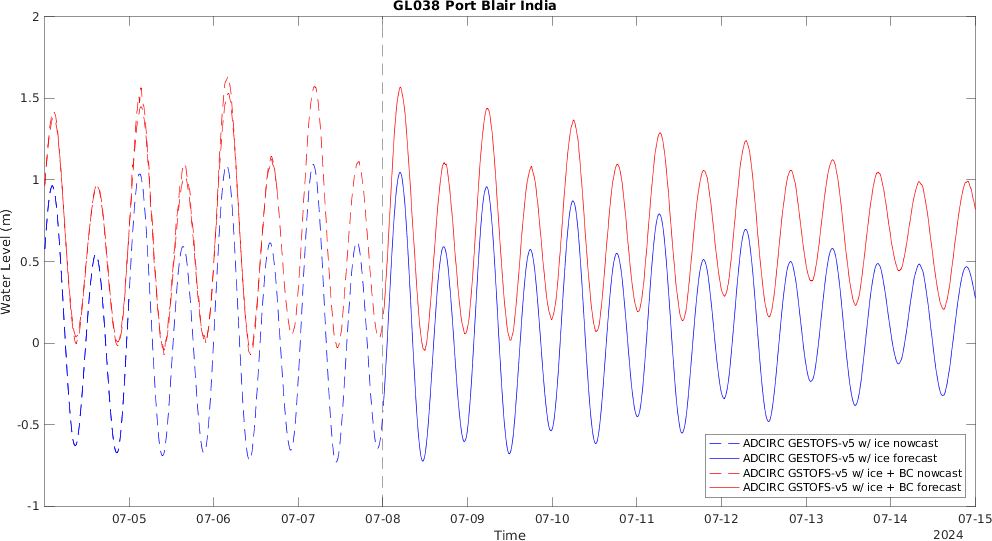 GL038 Port Blair India
2
1.5
1
0.5
0
-0.5
-1
Water Level (m)
ADCIRC GESTOFS-v5 w/ ice nowcast
ADCIRC GESTOFS-v5 w/ ice forecast
ADCIRC GSTOFS-v5 w/ ice + BC nowcast
ADCIRC GSTOFS-v5 w/ ice + BC forecast
07-05 07-06 07-07 07-08 07-09 07-10 07-11 07-12 07-13 07-14 07-15
Time
2024